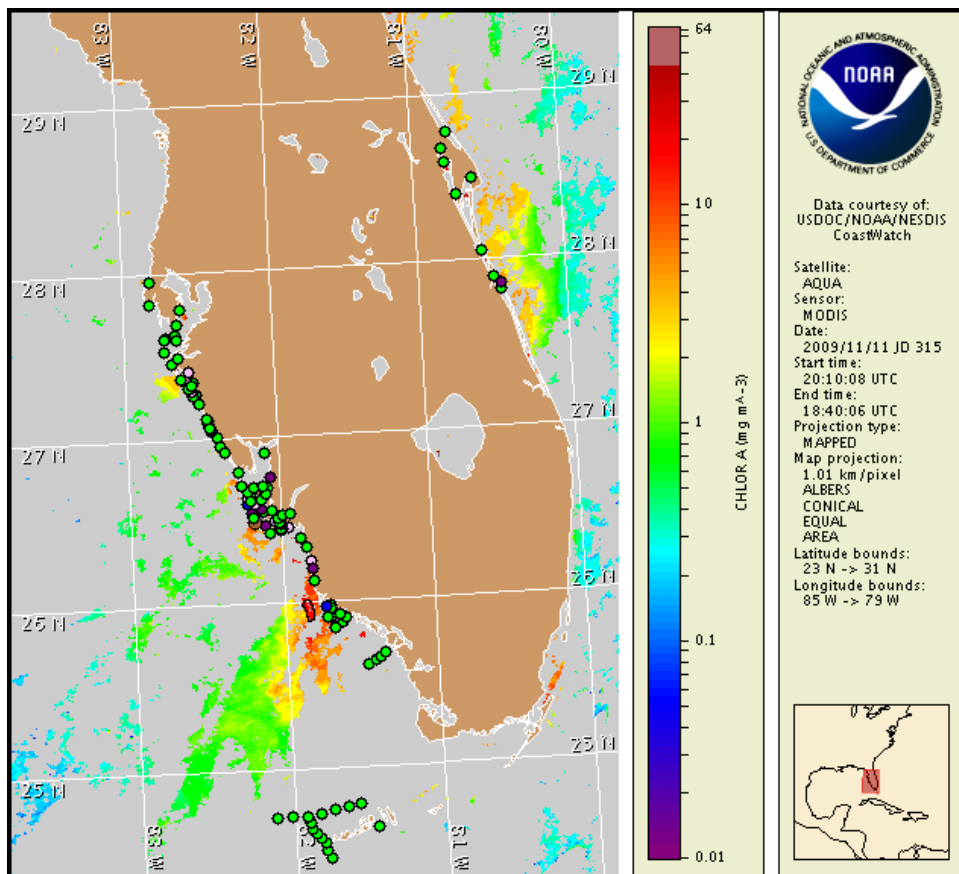 83 W
82 W
81 W
80 W
29 N
29 N
28 N
28 N
27 N
27 N
26 N
26 N
25 N
25 N
83 W
82 W
81 W
64
10
1
0.1
0.01
CHLOR A (mg m^-3)
NATIONAL OCEANIC AND ATMOSPHERIC ADMINISTRATION
NOAA
U.S. DEPARTMENT OF COMMERCE
Data courtesy of:
USDOC/NOAA/NESDIS
CoastWatch
Satellite:
AQUA
Sensor:
MODIS
Date:
2009/11/11 JD 315
Start time:
20:10:08 UTC
End time:
18:40:06 UTC
Projection type:
MAPPED
Map projection:
1.01 km/pixel
ALBERS
CONICAL
EQUAL
AREA
Latitude bounds:
23 N -> 31 N
Longitude bounds:
85 W -> 79 W